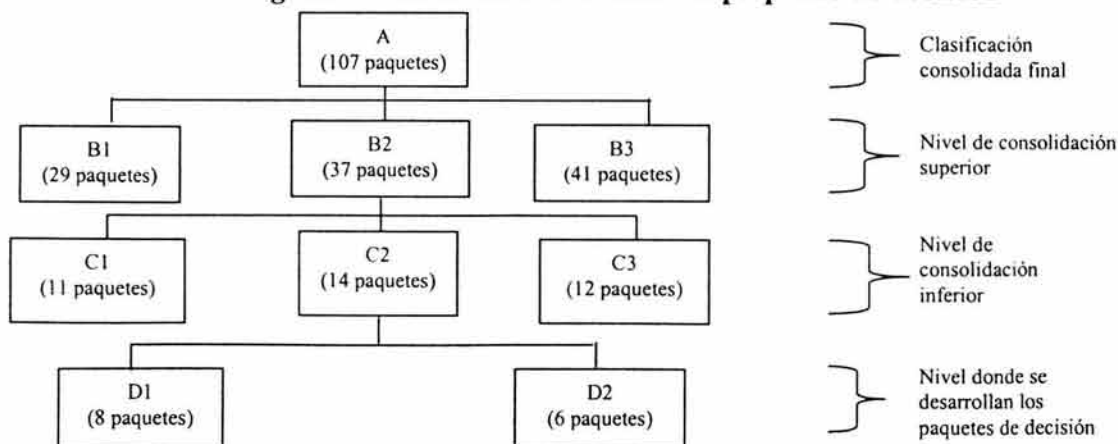 A
(107 paquetes)
Clasificación
consolidada final
B1
(29 paquetes)
B2
(37 paquetes)
B3
(41 paquetes)
Nivel de consolidación
superior
C1
(11 paquetes)
C2
(14 paquetes)
C3
(12 paquetes)
Nivel de
consolidación
inferior
D1
(8 paquetes)
D2
(6 paquetes)
Nivel donde se
desarrollan los
paquetes de decisión